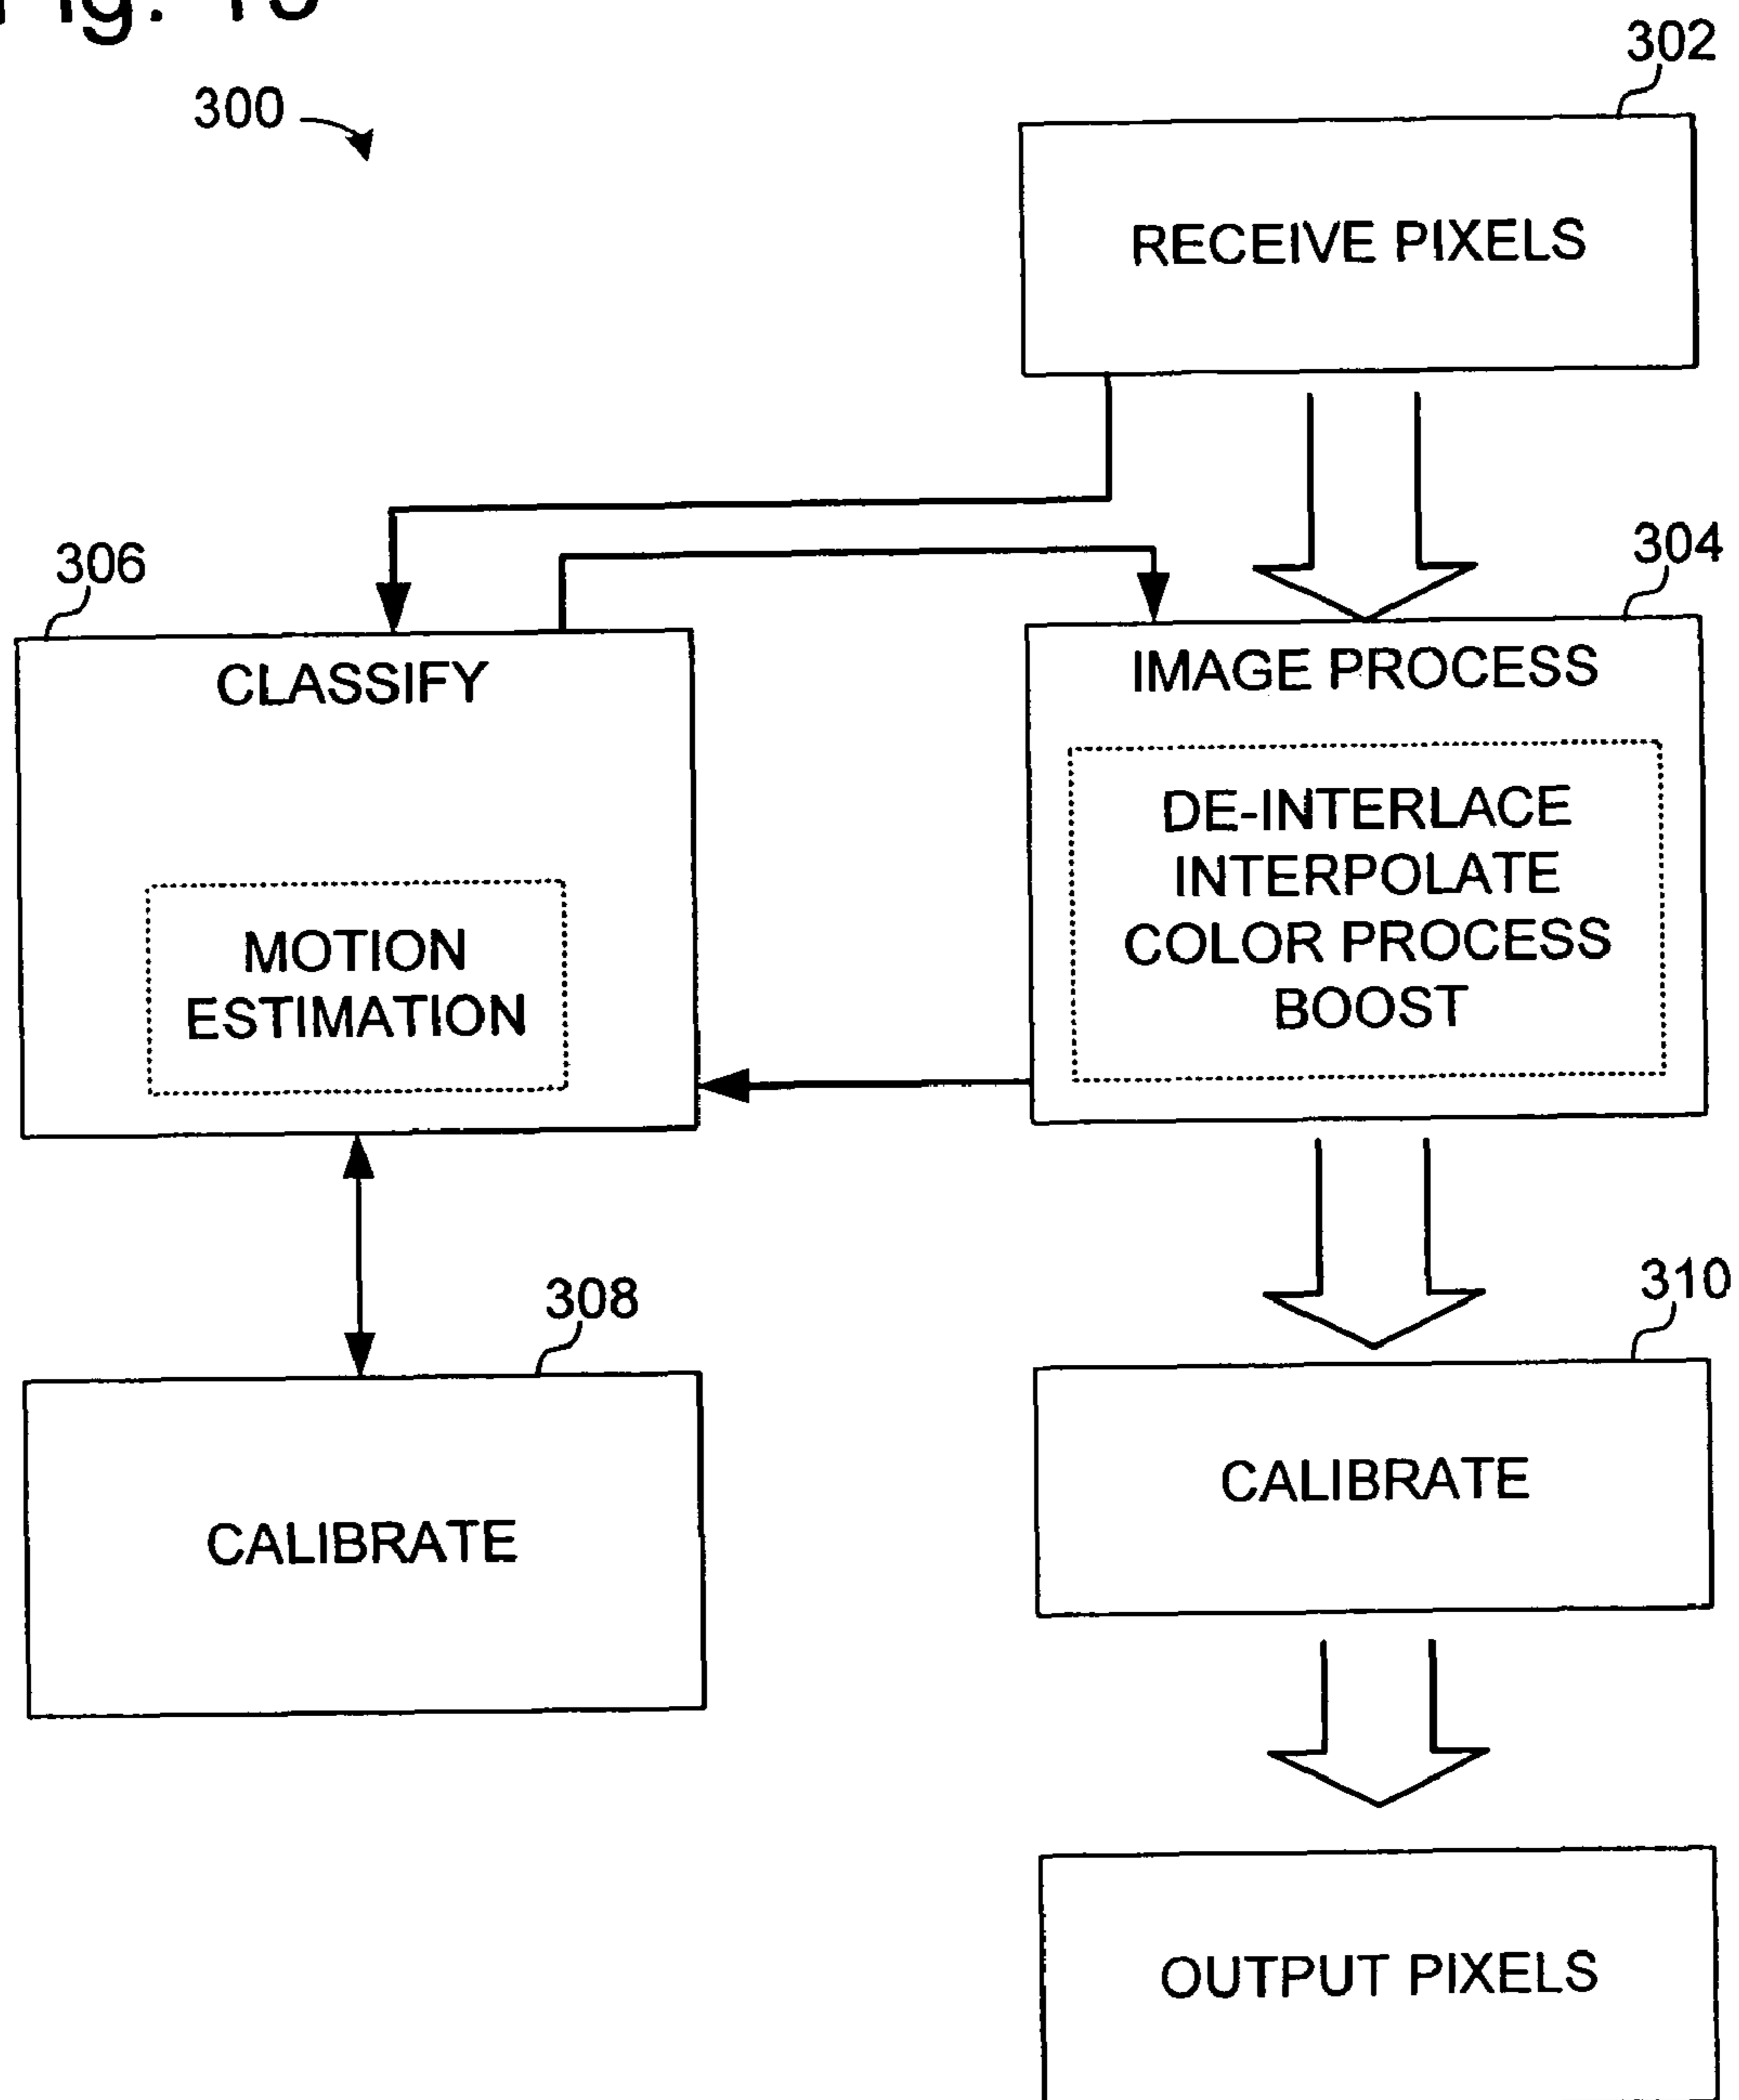 300
302
RECEIVE PIXELS
306
304
CLASSIFY
IMAGE PROCESS
MOTION
ESTIMATION
DE-INTERLACE
INTERPOLATE
COLOR PROCESS
BOOST
308
310
CALIBRATE
CALIBRATE
OUTPUT PIXELS